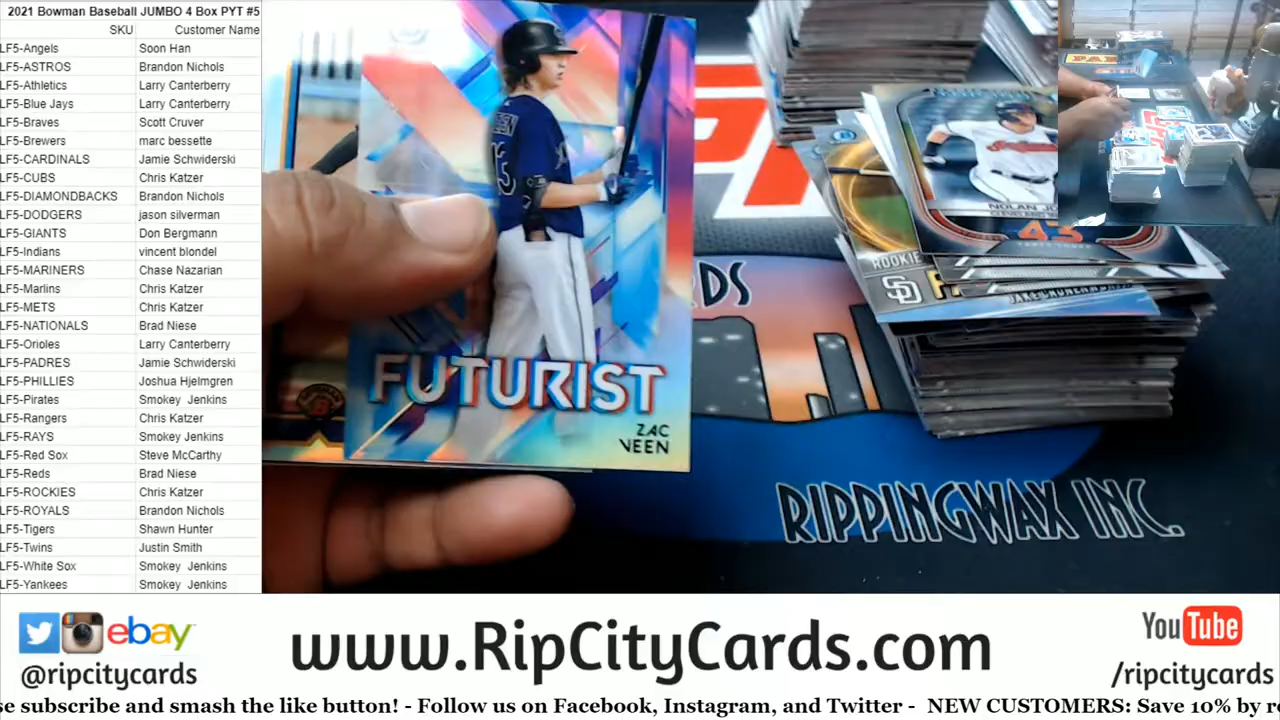 2021 Bowman Baseball JUMBO 4 Box PYT #5
SKU Customer Name
LF5-Angels Soon Han
LF5-ASTROS Brandon Nichols
LF5-Athletics Larry Canterberry
LF5-Blue Jays Larry Canterberry
LF5-Braves Scott Cruver
LF5-Brewers marc bessette
LF5-CARDINALS Jamie Schwiderski
LF5-CUBS Chris Katzer
LF5-DIAMONDBACKS Brandon Nichols
LF5-DODGERS jason silverman
LF5-GIANTS Don Bergmann
LF5-Indians vincent blondel
LF5-MARINERS Chase Nazarian
LF5-Marlins Chris Katzer
LF5-METS Chris Katzer
LF5-NATIONALS Brad Niese
LF5-Orioles Larry Canterberry
LF5-PADRES Jamie Schwiderski
LF5-PHILLIES Joshua Hjelmgren
LF5-Pirates Smokey Jenkins
LF5-Rangers Chris Katzer
LF5-RAYS Smokey Jenkins
LF5-Red Sox Steve McCarthy
LF5-Reds Brad Niese
LF5-ROCKIES Chris Katzer
LF5-ROYALS Brandon Nichols
LF5-Tigers Shawn Hunter
LF5-Twins Justin Smith
LF5-White Sox Smokey Jenkins
LF5-Yankees Smokey Jenkins
FUTURIST
ZAC
VEEN
Indians
NOLAN
ROOKIE
SD
RIPPINGWAX INC.
ebay
@ripcitycards
www.RipCityCards.com
YouTube
/ripcitycards
se subscribe and smash the like button! - Follow us on Facebook, Instagram, and Twitter - NEW CUSTOMERS: Save 10% by re